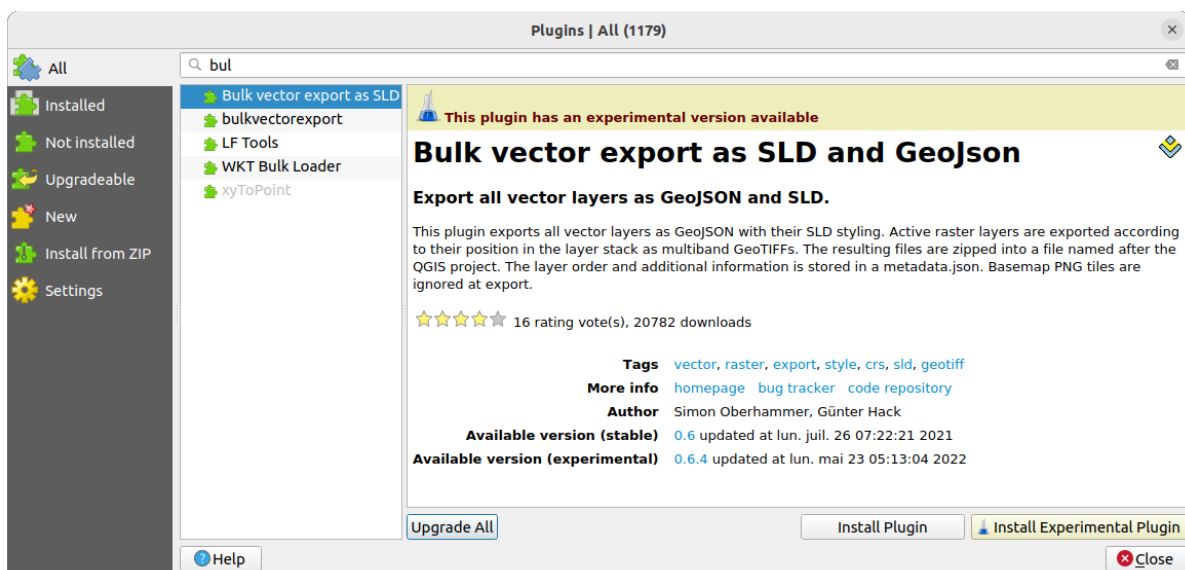 Plugins | All (1179)
All
Installed
Not installed
Upgradeable
New
Install from ZIP
Settings
bul
Bulk vector export as SLD
bulkvectorexport
LF Tools
WKT Bulk Loader
xyToPoint
This plugin has an experimental version available
Bulk vector export as SLD and GeoJson
Export all vector layers as GeoJSON and SLD.
This plugin exports all vector layers as GeoJSON with their SLD styling. Active raster layers are exported according
to their position in the layer stack as multiband GeoTIFFs. The resulting files are zipped into a file named after the
QGIS project. The layer order and additional information is stored in a metadata.json. Basemap PNG tiles are
ignored at export.
16 rating vote(s), 20782 downloads
Tags vector, raster, export, style, crs, sld, geotiff
More info homepage bug tracker code repository
Author Simon Oberhammer, Günter Hack
Available version (stable) 0.6 updated at lun. juil. 26 07:22:21 2021
Available version (experimental) 0.6.4 updated at lun. mai 23 05:13:04 2022
Upgrade All Install Plugin Install Experimental Plugin
Help Close